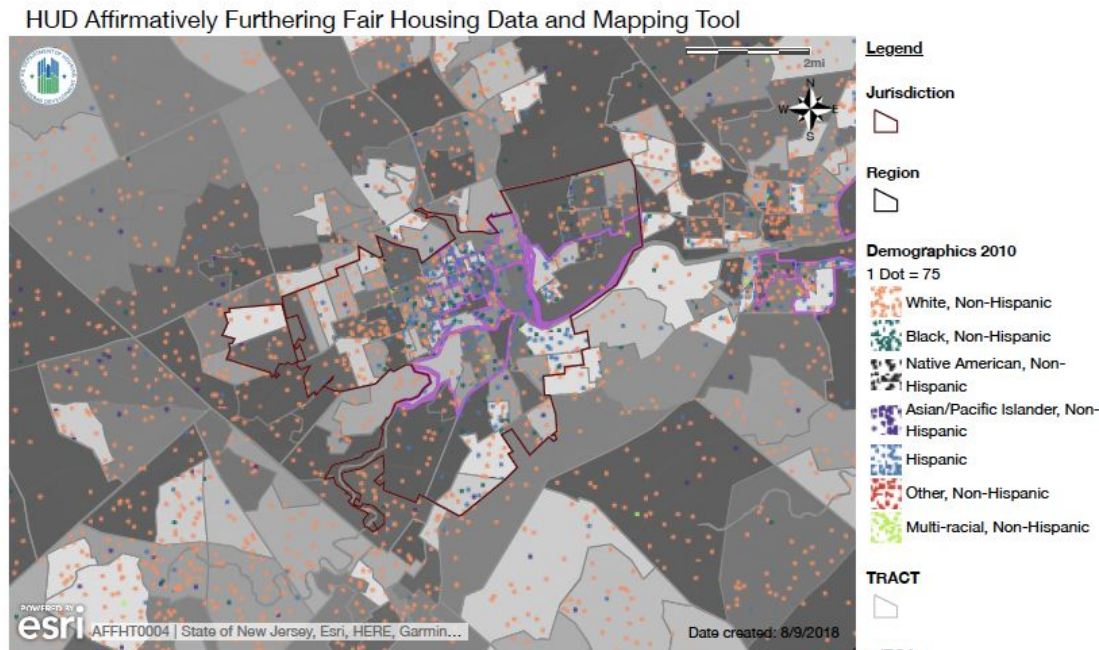 HUD Affirmatively Furthering Fair Housing Data and Mapping Tool
1 2mi
N
W E
S
POWERED BY
esri
AFFHT0004 | State of New Jersey, Esri, HERE, Garmin...
Date created: 8/9/2018
Legend
Jurisdiction
Region
Demographics 2010
1 Dot = 75
White, Non-Hispanic
Black, Non-Hispanic
Native American, Non-
Hispanic
Asian/Pacific Islander, Non-
Hispanic
Hispanic
Other, Non-Hispanic
Multi-racial, Non-Hispanic
TRACT